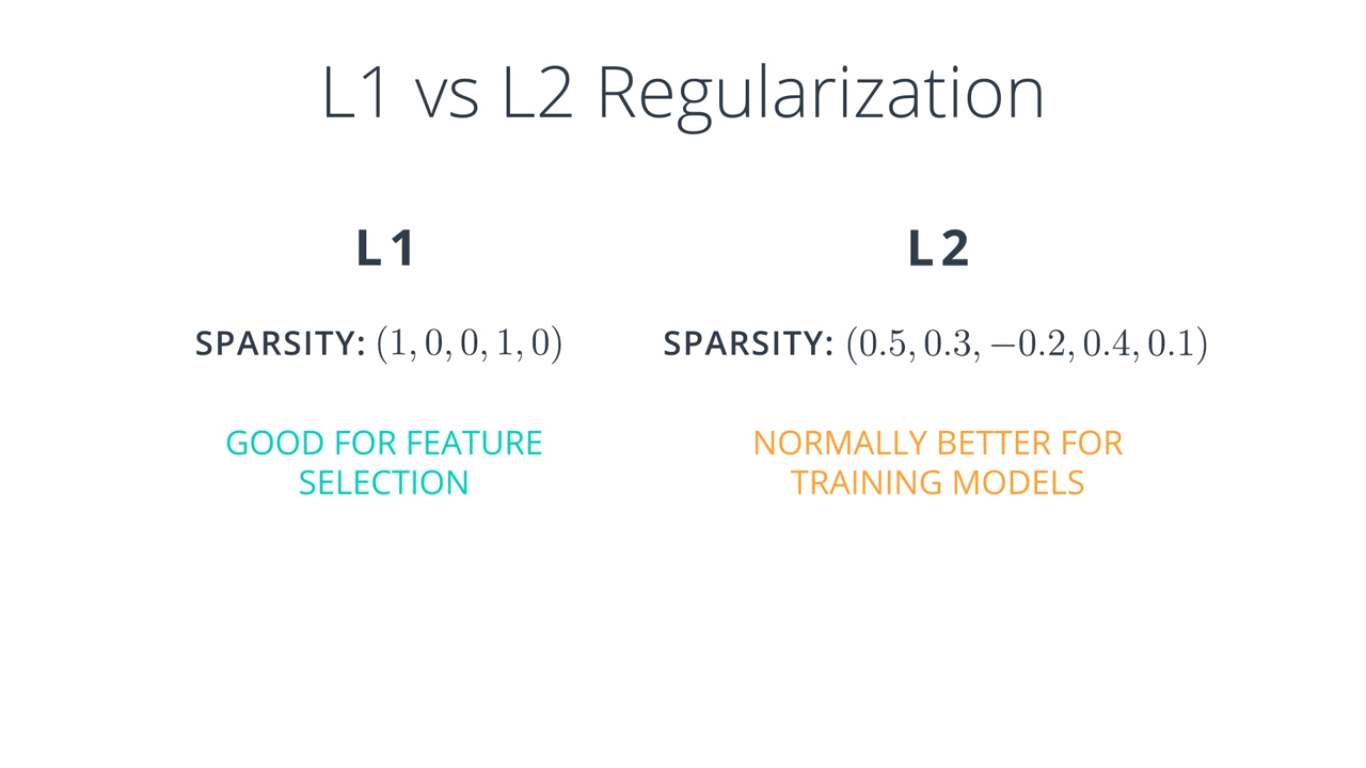 L1 vs L2 Regularization
L1
L2
SPARSITY: (1, 0, 0, 1, 0)
SPARSITY: (0.5, 0.3, −0.2, 0.4, 0.1)
GOOD FOR FEATURE
SELECTION
NORMALLY BETTER FOR
TRAINING MODELS